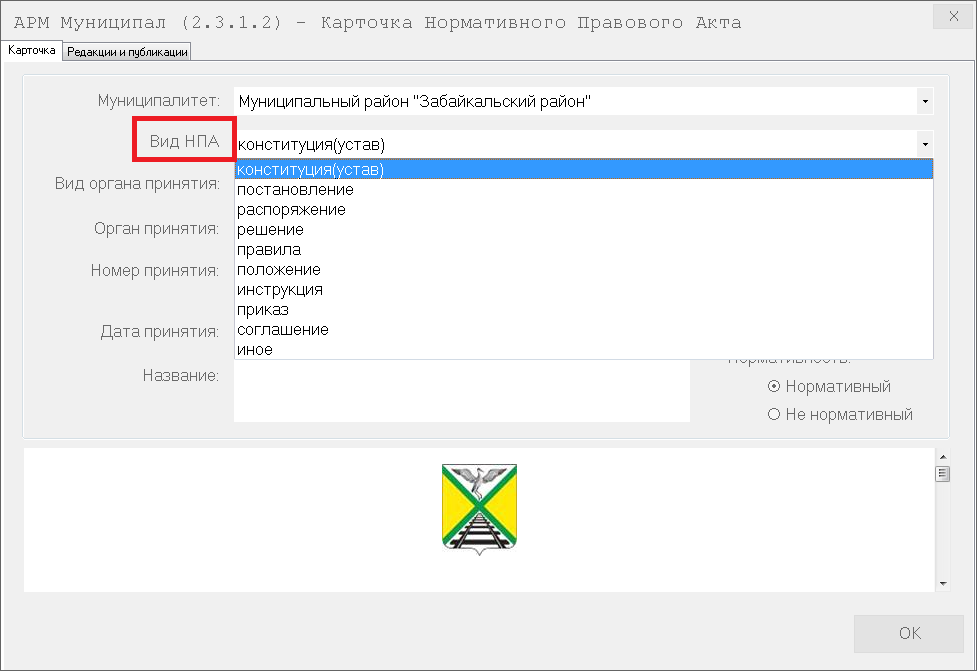 АРМ Муниципал (2.3.1.2) - Карточка Нормативного Правового Акта
Карточка
Редакции и публикации
Муниципалитет:
Муниципальный район "Забайкальский район"
Вид НПА
конституция(устав)
конституция(устав)
Вид органа принятия:
постановление
распоряжение
Орган принятия:
решение
правила
Номер принятия:
положение
инструкция
приказ
Дата принятия:
соглашение
иное
Нормативность:
Название:
Нормативный
Не нормативный
OK